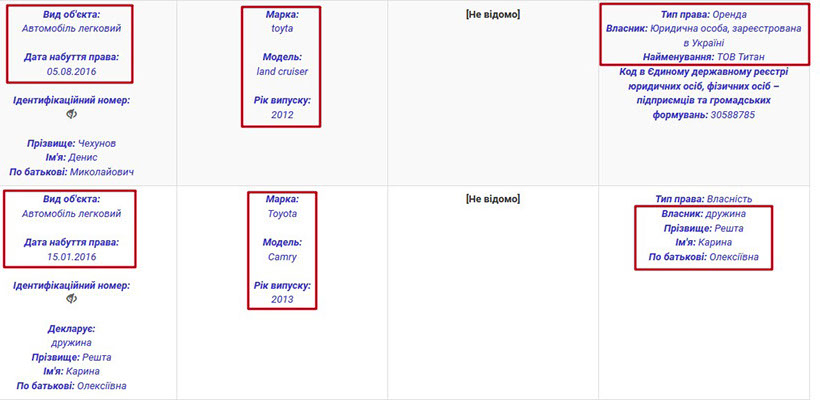 Вид об'єкта:
Автомобіль легковий
Дата набуття права:
05.08.2016
Ідентифікаційний номер:
Прізвище: Чехунов
Ім'я: Денис
По батькові: Миколайович
Марка:
toyta
Модель:
land cruiser
Рік випуску:
2012
[Не відомо]
Тип права: Оренда
Власник: Юридична особа, зареєстрована
в Україні
Найменування: ТОВ Титан
Код в Єдиному державному реєстрі
юридичних осіб, фізичних осіб –
підприємців та громадських
формувань: 30588785
Вид об'єкта:
Автомобіль легковий
Дата набуття права:
15.01.2016
Ідентифікаційний номер:
Декларує:
дружина
Прізвище: Решта
Ім'я: Карина
По батькові: Олексіївна
Марка:
Toyota
Модель:
Camry
Рік випуску:
2013
[Не відомо]
Тип права: Власність
Власник: дружина
Прізвище: Решта
Ім'я: Карина
По батькові: Олексіївна